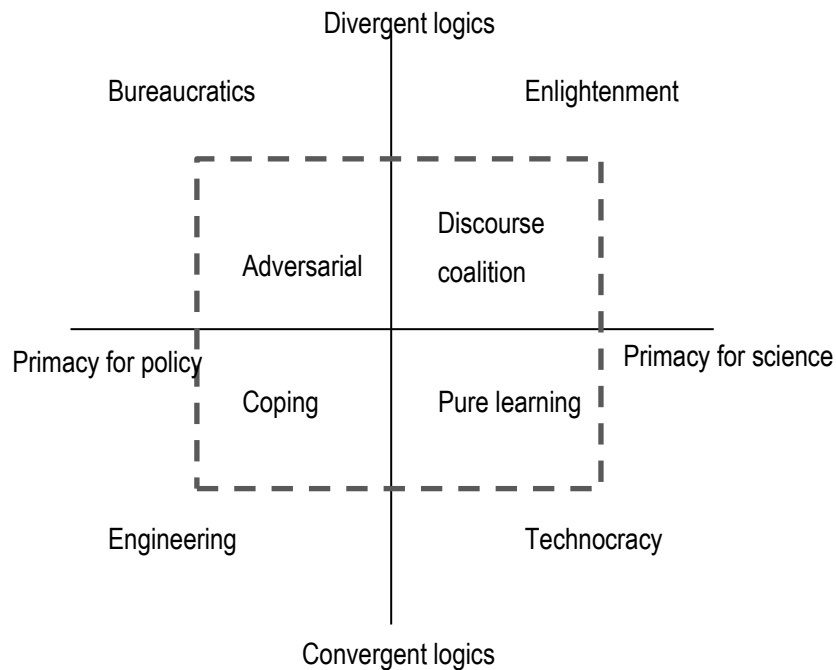 Divergent logics
Bureaucratics
Enlightenment
Discourse
coalition
Adversarial
Primacy for policy
Primacy for science
Coping
Pure learning
Engineering
Technocracy
Convergent logics